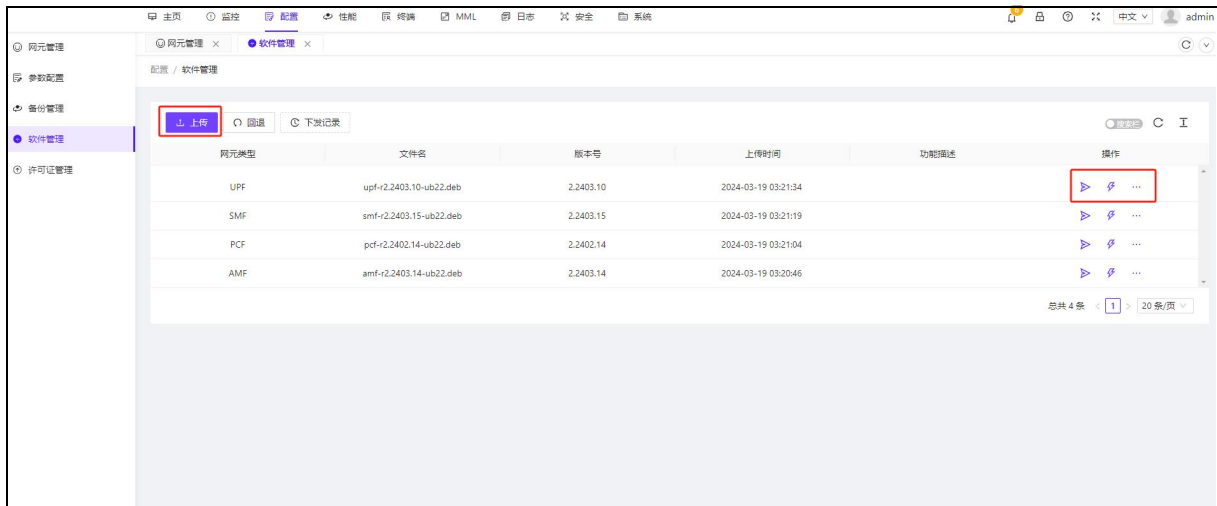 主页 监控 配置 性能 终端 MML 日志 安全 系统 中文 admin
网元管理 软件管理
网元管理
参数配置
备份管理
软件管理
许可证管理
配置 / 软件管理
上传 回退 下发记录 搜索栏
网元类型 文件名 版本号 上传时间 功能描述 操作
UPF upf-r2.2403.10-ub22.deb 2.2403.10 2024-03-19 03:21:34
SMF smf-r2.2403.15-ub22.deb 2.2403.15 2024-03-19 03:21:19
PCF pcf-r2.2402.14-ub22.deb 2.2402.14 2024-03-19 03:21:04
AMF amf-r2.2403.14-ub22.deb 2.2403.14 2024-03-19 03:20:46
总共 4 条 1 20 条/页